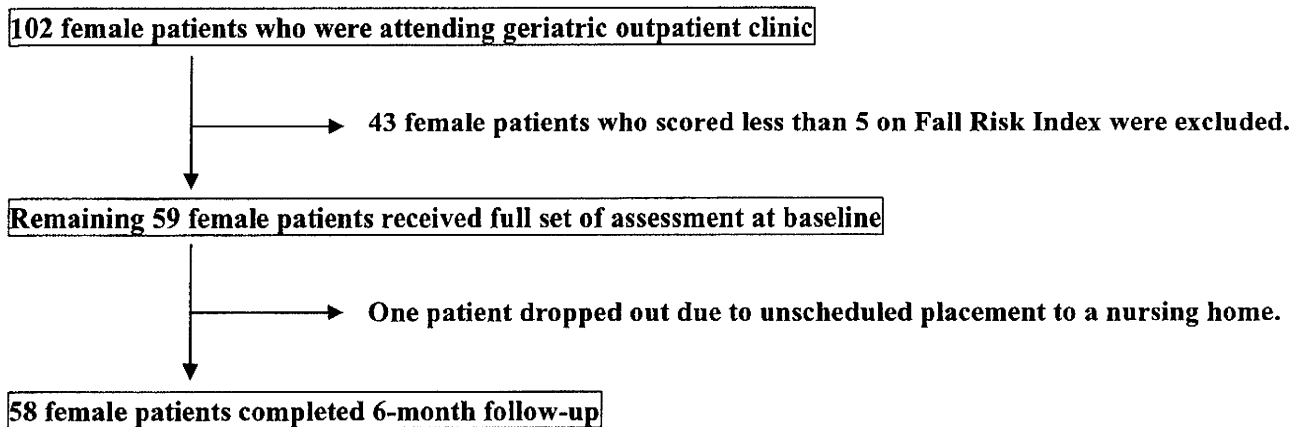 102 female patients who were attending geriatric outpatient clinic
43 female patients who scored less than 5 on Fall Risk Index were excluded.
Remaining 59 female patients received full set of assessment at baseline
One patient dropped out due to unscheduled placement to a nursing home.
58 female patients completed 6-month follow-up